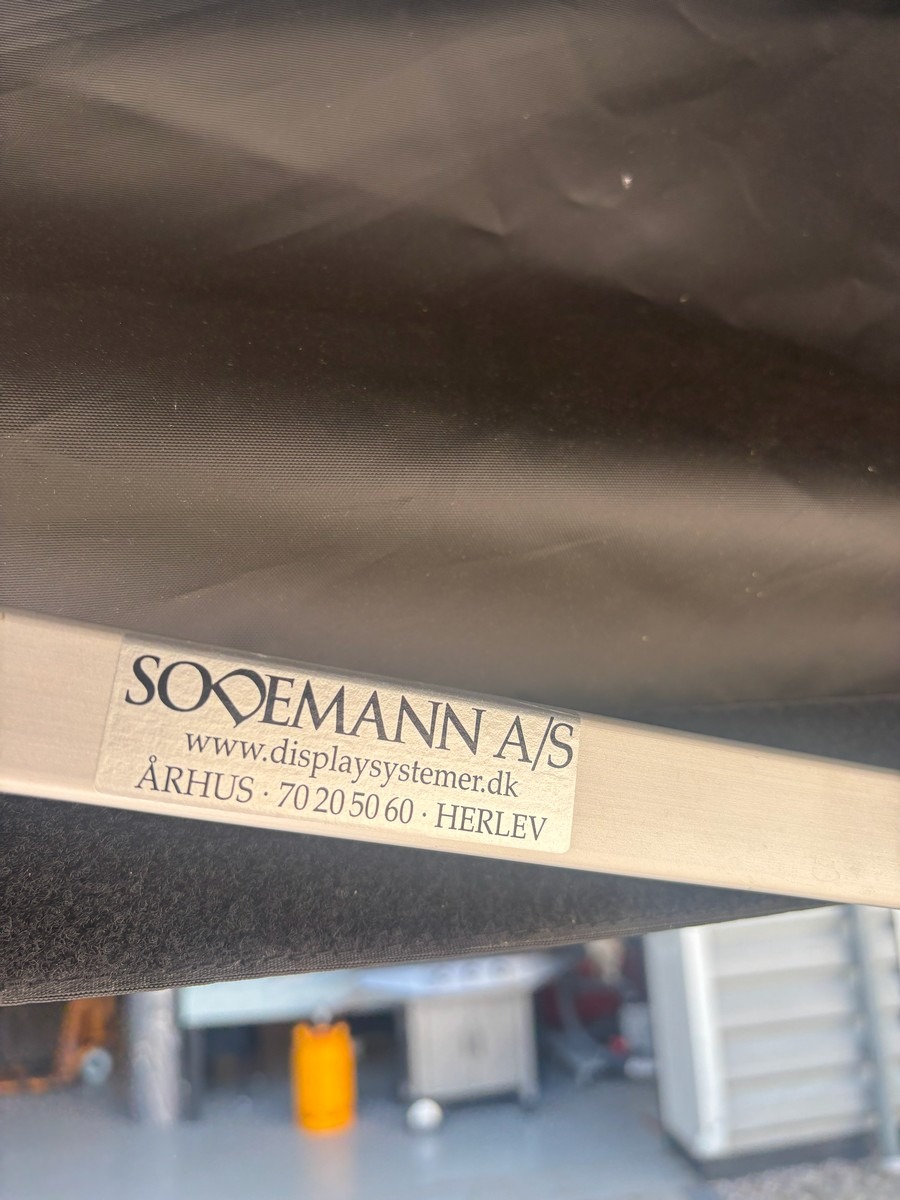 SODEMANN A/S
www.displaysystemer.dk
ÅRHUS · 70 20 50 60 · HERLEV